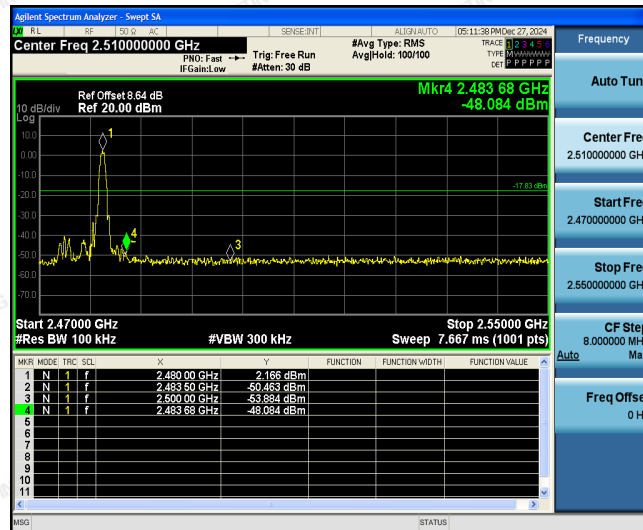 Agilent Spectrum Analyzer - Swept SA
RL RF 50 Ω AC SENSE:INT ALIGNAUTO 05:11:38 PM Dec 27, 2024
Center Freq 2.510000000 GHz
PNO: Fast
IFGain:Low
Trig: Free Run
#Atten: 30 dB
#Avg Type: RMS
Avg|Hold: 100/100
TRACE 1 2 3 4 5 6
TYPE M
DET P P P P P P
Ref Offset 8.64 dB
Ref 20.00 dBm
10 dB/div
Log
Mkr4 2.483 68 GHz
-48.084 dBm
10.0
0.00
-10.0
-20.0
-30.0
-40.0
-50.0
-60.0
-70.0
1
4
3
-17.83 dBm
Start 2.47000 GHz Stop 2.55000 GHz
#Res BW 100 kHz #VBW 300 kHz Sweep 7.667 ms (1001 pts)
MKR MODE TRC SCL X Y FUNCTION FUNCTION WIDTH FUNCTION VALUE
1 N 1 f 2.480 00 GHz 2.166 dBm
2 N 1 f 2.483 50 GHz -50.463 dBm
3 N 1 f 2.500 00 GHz -53.884 dBm
4 N 1 f 2.483 68 GHz -48.084 dBm
5
6
7
8
9
10
11
MSG STATUS
Frequency
Auto Tun
Center Fre
2.510000000 GH
Start Fre
2.470000000 GH
Stop Fre
2.550000000 GH
CF Ste
8.000000 MH
Auto Ma
Freq Offse
0 H